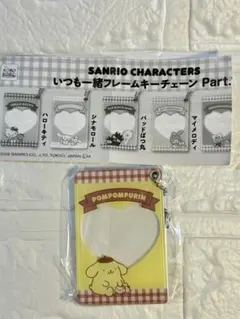 SANRIO CHARACTERS
いつも一緒フレームキーチェーン Part.
ハローキティ
シナモロール
バッドばつ丸
マイメロディ
POMPOMPURIN